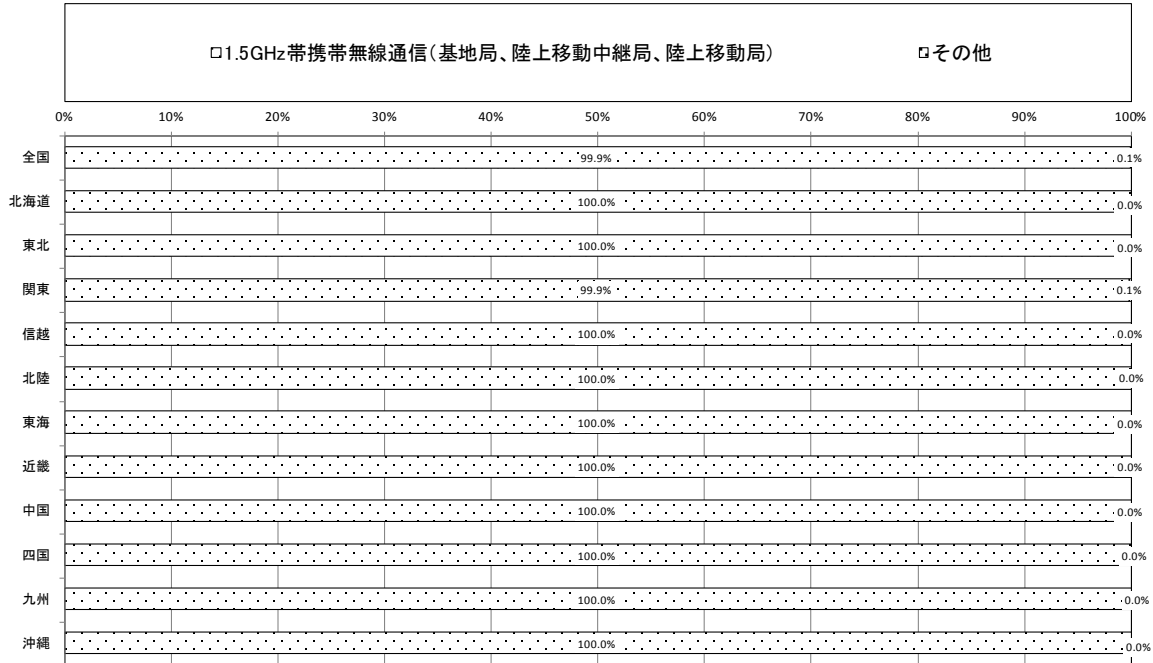 1.5GHz帯携帯無線通信(基地局、陸上移動中継局、陸上移動局) その他
0% 10% 20% 30% 40% 50% 60% 70% 80% 90% 100%
全国 99.9% 0.1%
北海道 100.0% 0.0%
東北 100.0% 0.0%
関東 99.9% 0.1%
信越 100.0% 0.0%
北陸 100.0% 0.0%
東海 100.0% 0.0%
近畿 100.0% 0.0%
中国 100.0% 0.0%
四国 100.0% 0.0%
九州 100.0% 0.0%
沖縄 100.0% 0.0%